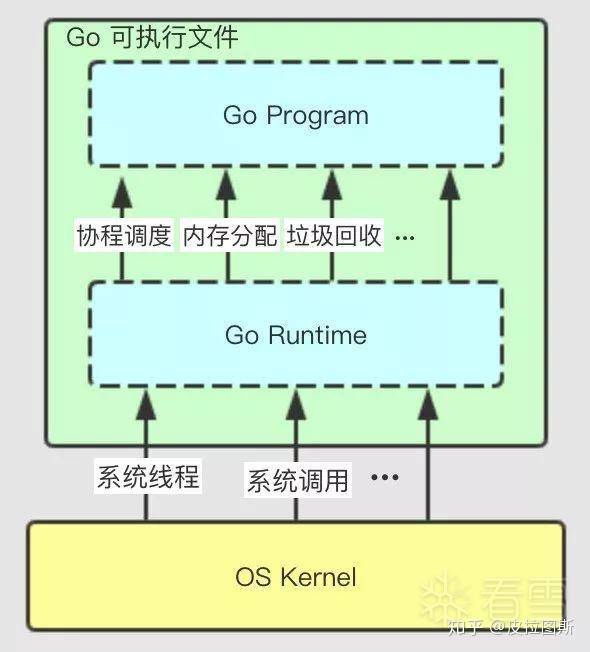 Go 可执行文件
Go Program
协程调度 内存分配 垃圾回收 ...
Go Runtime
系统线程 系统调用 ...
OS Kernel
看雪
知乎 @皮拉图斯